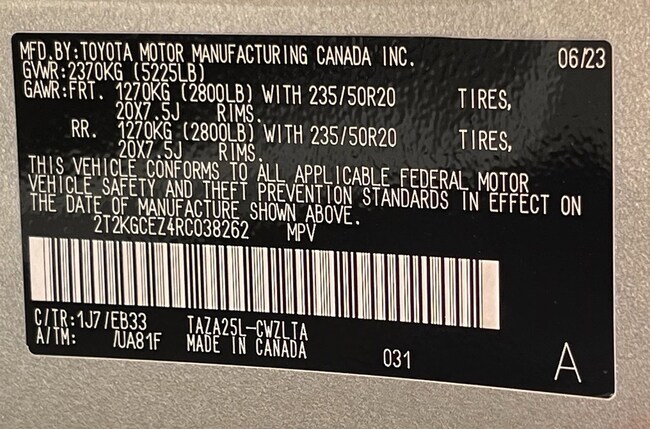 MFD.BY:TOYOTA MOTOR MANUFACTURING CANADA INC. 06/23
GVWR:2370KG (5225LB)
GAWR:FRT. 1270KG (2800LB) WITH 235/50R20 TIRES,
20X7.5J RIMS.
RR. 1270KG (2800LB) WITH 235/50R20 TIRES,
20X7.5J RIMS.
THIS VEHICLE CONFORMS TO ALL APPLICABLE FEDERAL MOTOR
VEHICLE SAFETY AND THEFT PREVENTION STANDARDS IN EFFECT ON
THE DATE OF MANUFACTURE SHOWN ABOVE.
2T2KGCEZ4RC038262 MPV
C/TR:1J7/EB33 TAZA25L-CWZLTA
A/TM: /UA81F MADE IN CANADA 031 A